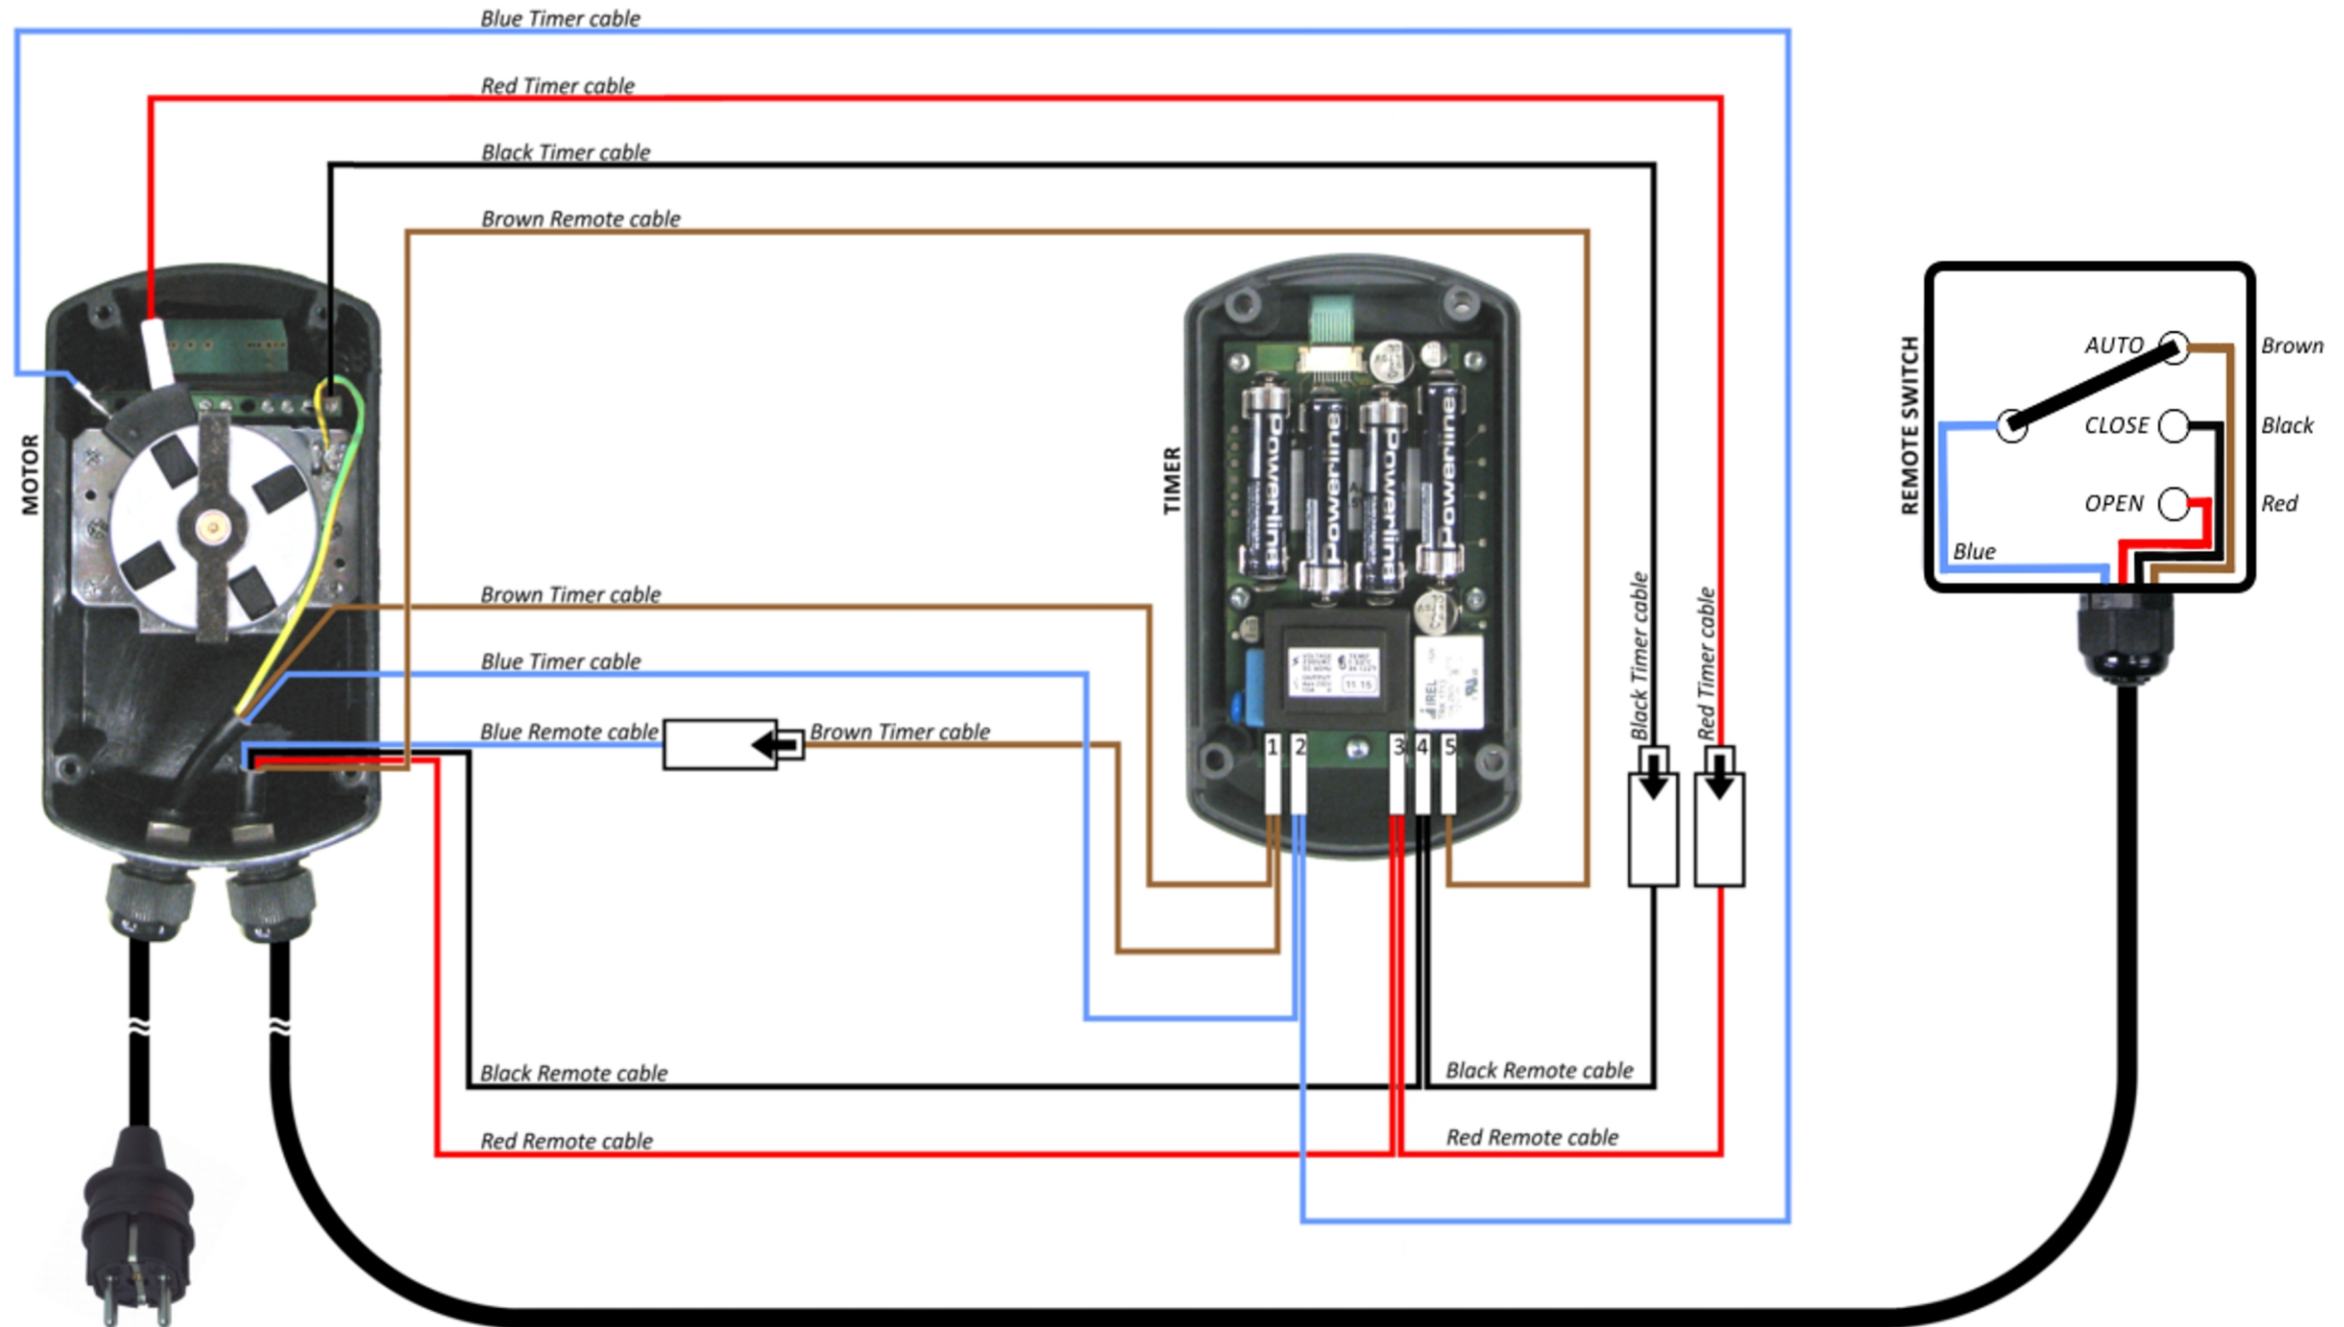 Blue Timer cable
Red Timer cable
Black Timer cable
Brown Remote cable
MOTOR
TIMER
Powerline
Powerline
Powerline
Powerline
Brown Timer cable
Blue Timer cable
Blue Remote cable
Brown Timer cable
11.15
1
2
3
4
5
Black Timer cable
Red Timer cable
REMOTE SWITCH
AUTO
Brown
CLOSE
Black
OPEN
Red
Blue
Black Remote cable
Black Remote cable
Red Remote cable
Red Remote cable